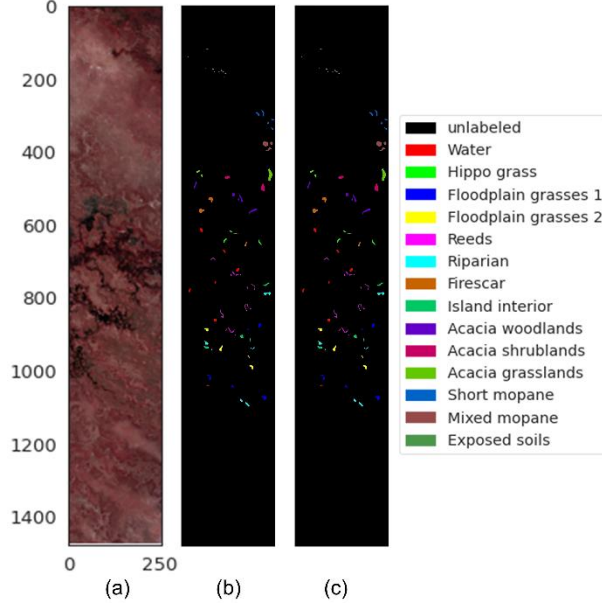 0
200
400
600
800
1000
1200
1400
0
250
(a)
(b)
(c)
unlabeled
Water
Hippo grass
Floodplain grasses 1
Floodplain grasses 2
Reeds
Riparian
Firescar
Island interior
Acacia woodlands
Acacia shrublands
Acacia grasslands
Short mopane
Mixed mopane
Exposed soils